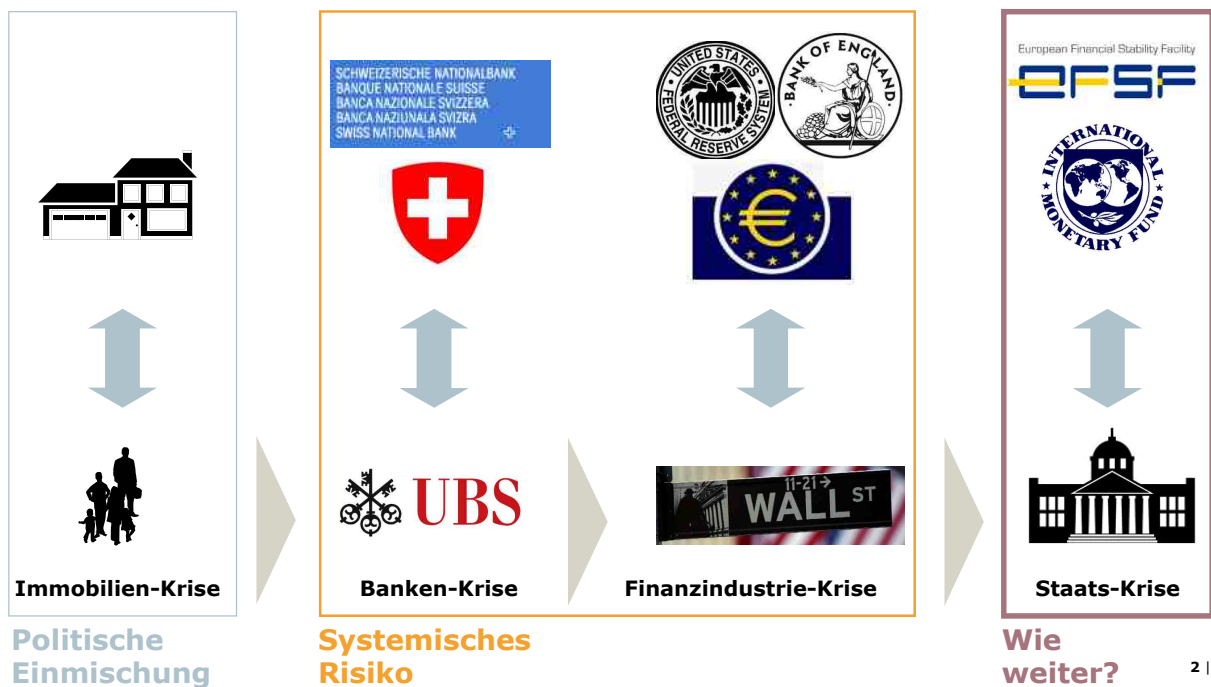 SCHWEIZERISCHE NATIONALBANK
BANQUE NATIONALE SUISSE
BANCA NAZIONALE SVIZZERA
BANCA NAZIUNALA SVIZRA
SWISS NATIONAL BANK
UNITED STATES
FEDERAL RESERVE SYSTEM
BANK OF ENGLAND
European Financial Stability Facility
EFSF
INTERNATIONAL
MONETARY FUND
€
UBS
11-21 →
WALL ST
Immobilien-Krise
Banken-Krise
Finanzindustrie-Krise
Staats-Krise
Politische
Einmischung
Systemisches
Risiko
Wie
weiter?
2 |